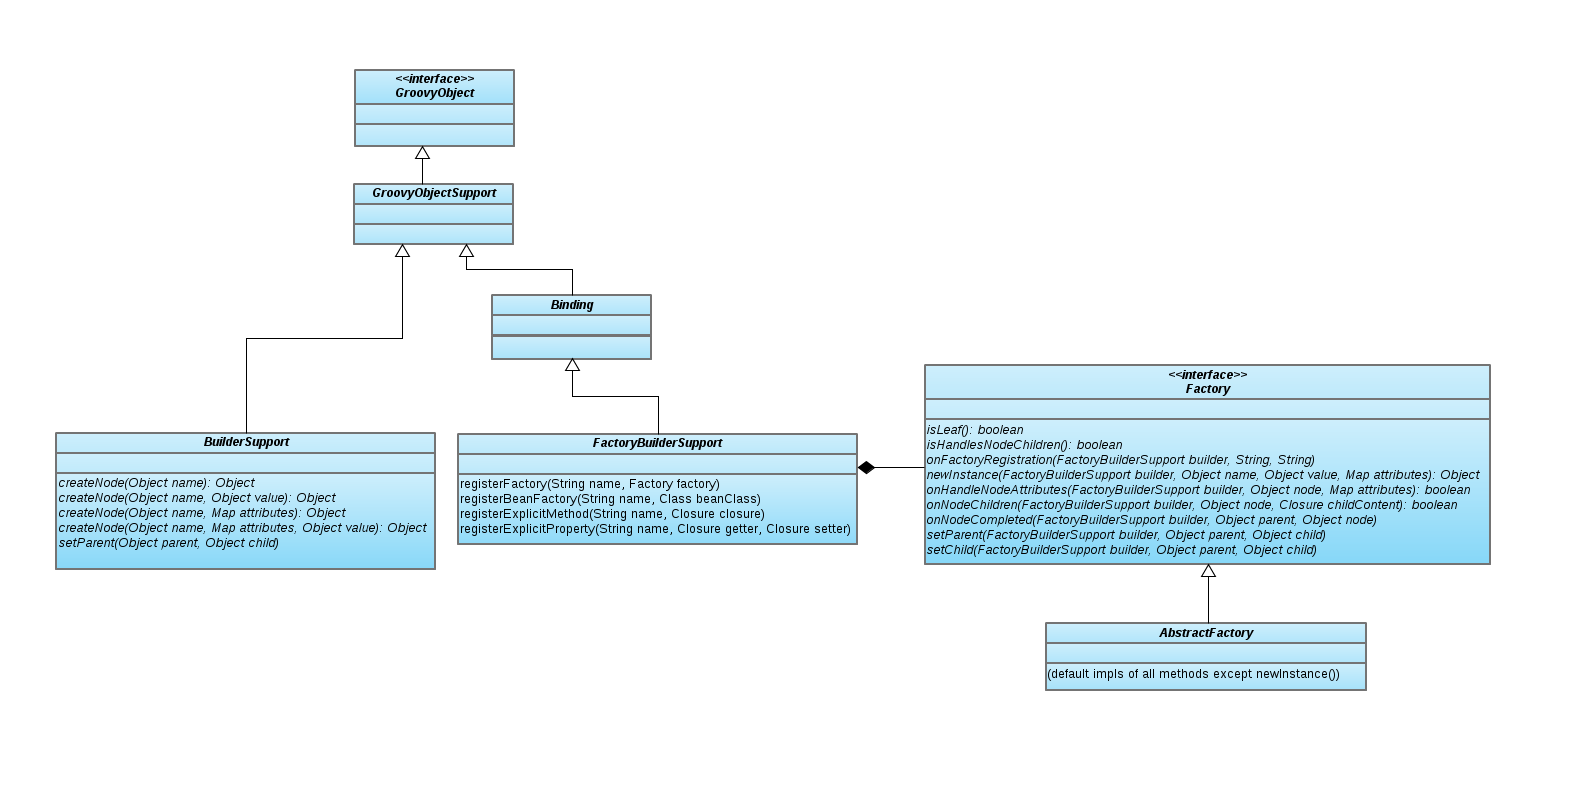 <<interface>>
GroovyObject
GroovyObjectSupport
Binding
BuilderSupport
createNode(Object name): Object
createNode(Object name, Object value): Object
createNode(Object name, Map attributes): Object
createNode(Object name, Map attributes, Object value): Object
setParent(Object parent, Object child)
FactoryBuilderSupport
registerFactory(String name, Factory factory)
registerBeanFactory(String name, Class beanClass)
registerExplicitMethod(String name, Closure closure)
registerExplicitProperty(String name, Closure getter, Closure setter)
<<interface>>
Factory
isLeaf(): boolean
isHandlesNodeChildren(): boolean
onFactoryRegistration(FactoryBuilderSupport builder, String, String)
newInstance(FactoryBuilderSupport builder, Object name, Object value, Map attributes): Object
onHandleNodeAttributes(FactoryBuilderSupport builder, Object node, Map attributes): boolean
onNodeChildren(FactoryBuilderSupport builder, Object node, Closure childContent): boolean
onNodeCompleted(FactoryBuilderSupport builder, Object parent, Object node)
setParent(FactoryBuilderSupport builder, Object parent, Object child)
setChild(FactoryBuilderSupport builder, Object parent, Object child)
AbstractFactory
(default impls of all methods except newInstance())